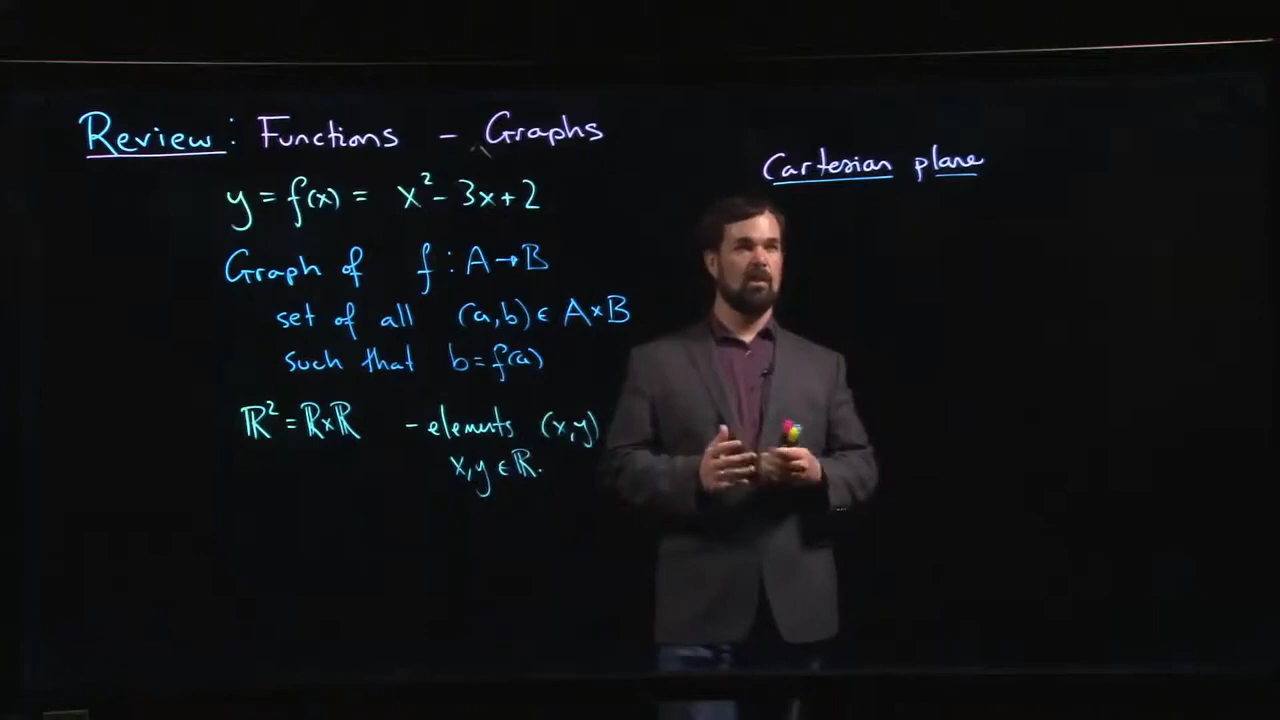 Review: Functions - Graphs
y = f(x) = x² - 3x + 2
Graph of f : A → B
set of all (a,b) ∈ A × B
such that b = f(a)
ℝ² = ℝ×ℝ - elements (x,y)
x,y ∈ ℝ.
Cartesian plane